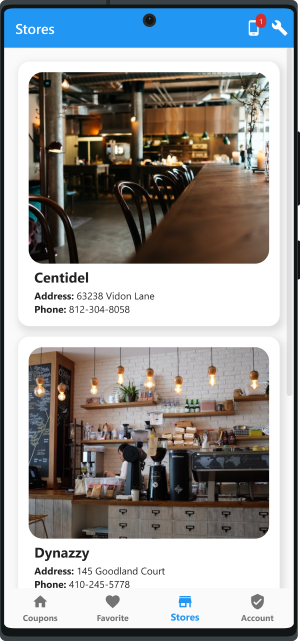 Stores
1
Centidel
Address: 63238 Vidon Lane
Phone: 812-304-8058
Dynazzy
Address: 145 Goodland Court
Phone: 410-245-5778
Coupons
Favorite
Stores
Account